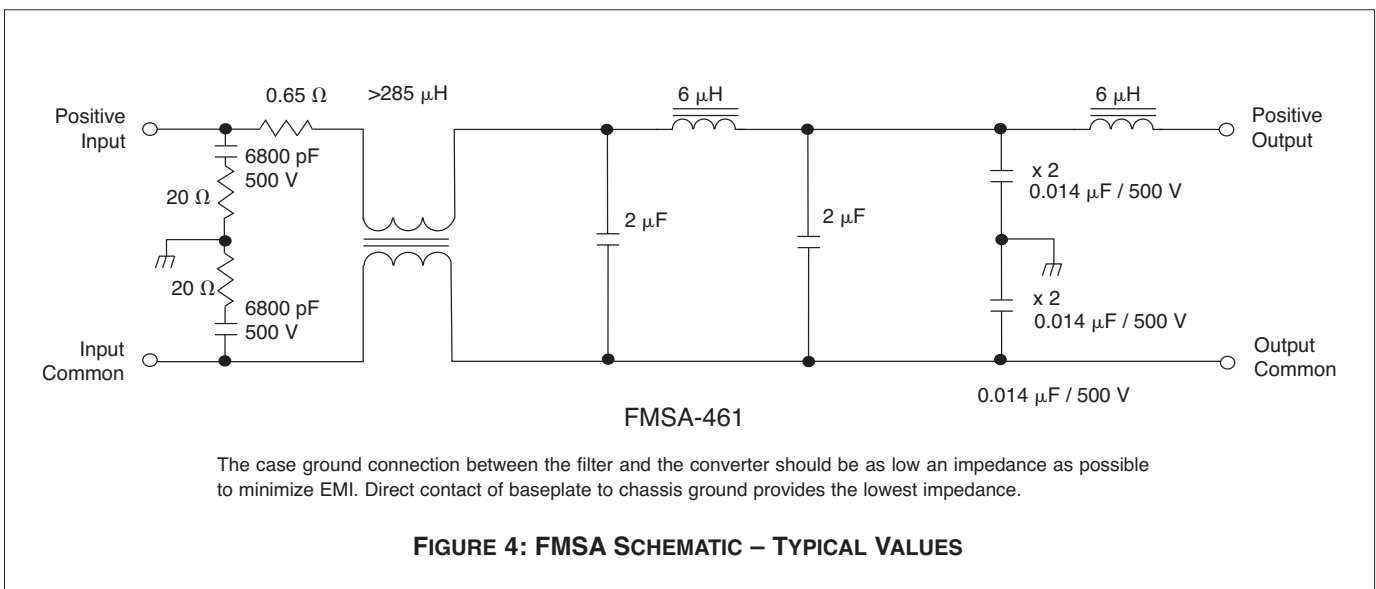 0.65 Ω
>285 μH
6 μH
6 μH
Positive
Input
Positive
Output
6800 pF
500 V
20 Ω
x 2
0.014 μF / 500 V
2 μF
2 μF
20 Ω
6800 pF
500 V
x 2
0.014 μF / 500 V
Input
Common
Output
Common
0.014 μF / 500 V
FMSA-461
The case ground connection between the filter and the converter should be as low an impedance as possible
to minimize EMI. Direct contact of baseplate to chassis ground provides the lowest impedance.
FIGURE 4: FMSA SCHEMATIC – TYPICAL VALUES